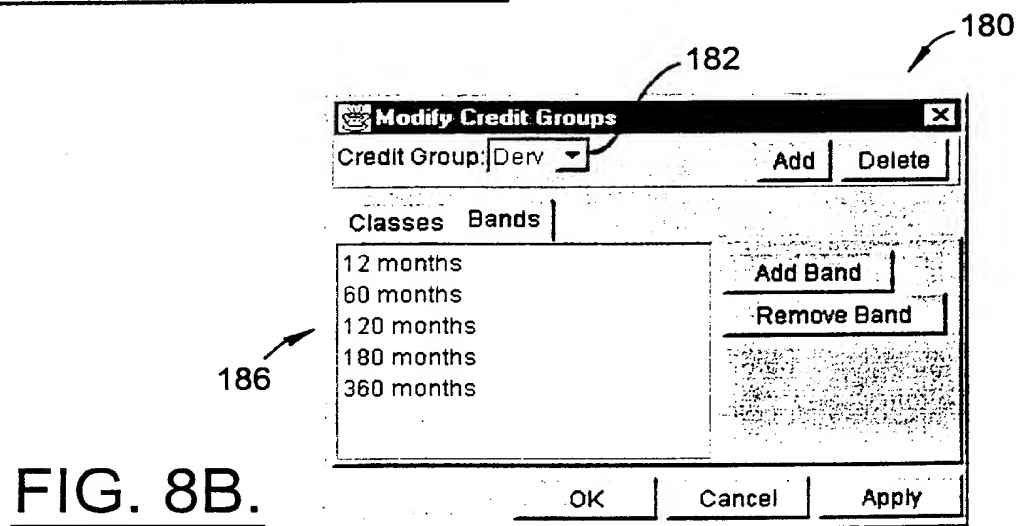 180
182
Modify Credit Groups
Credit Group: Derv Add Delete
Classes Bands
12 months
60 months
120 months
180 months
360 months
Add Band
Remove Band
186
OK Cancel Apply
FIG. 8B.